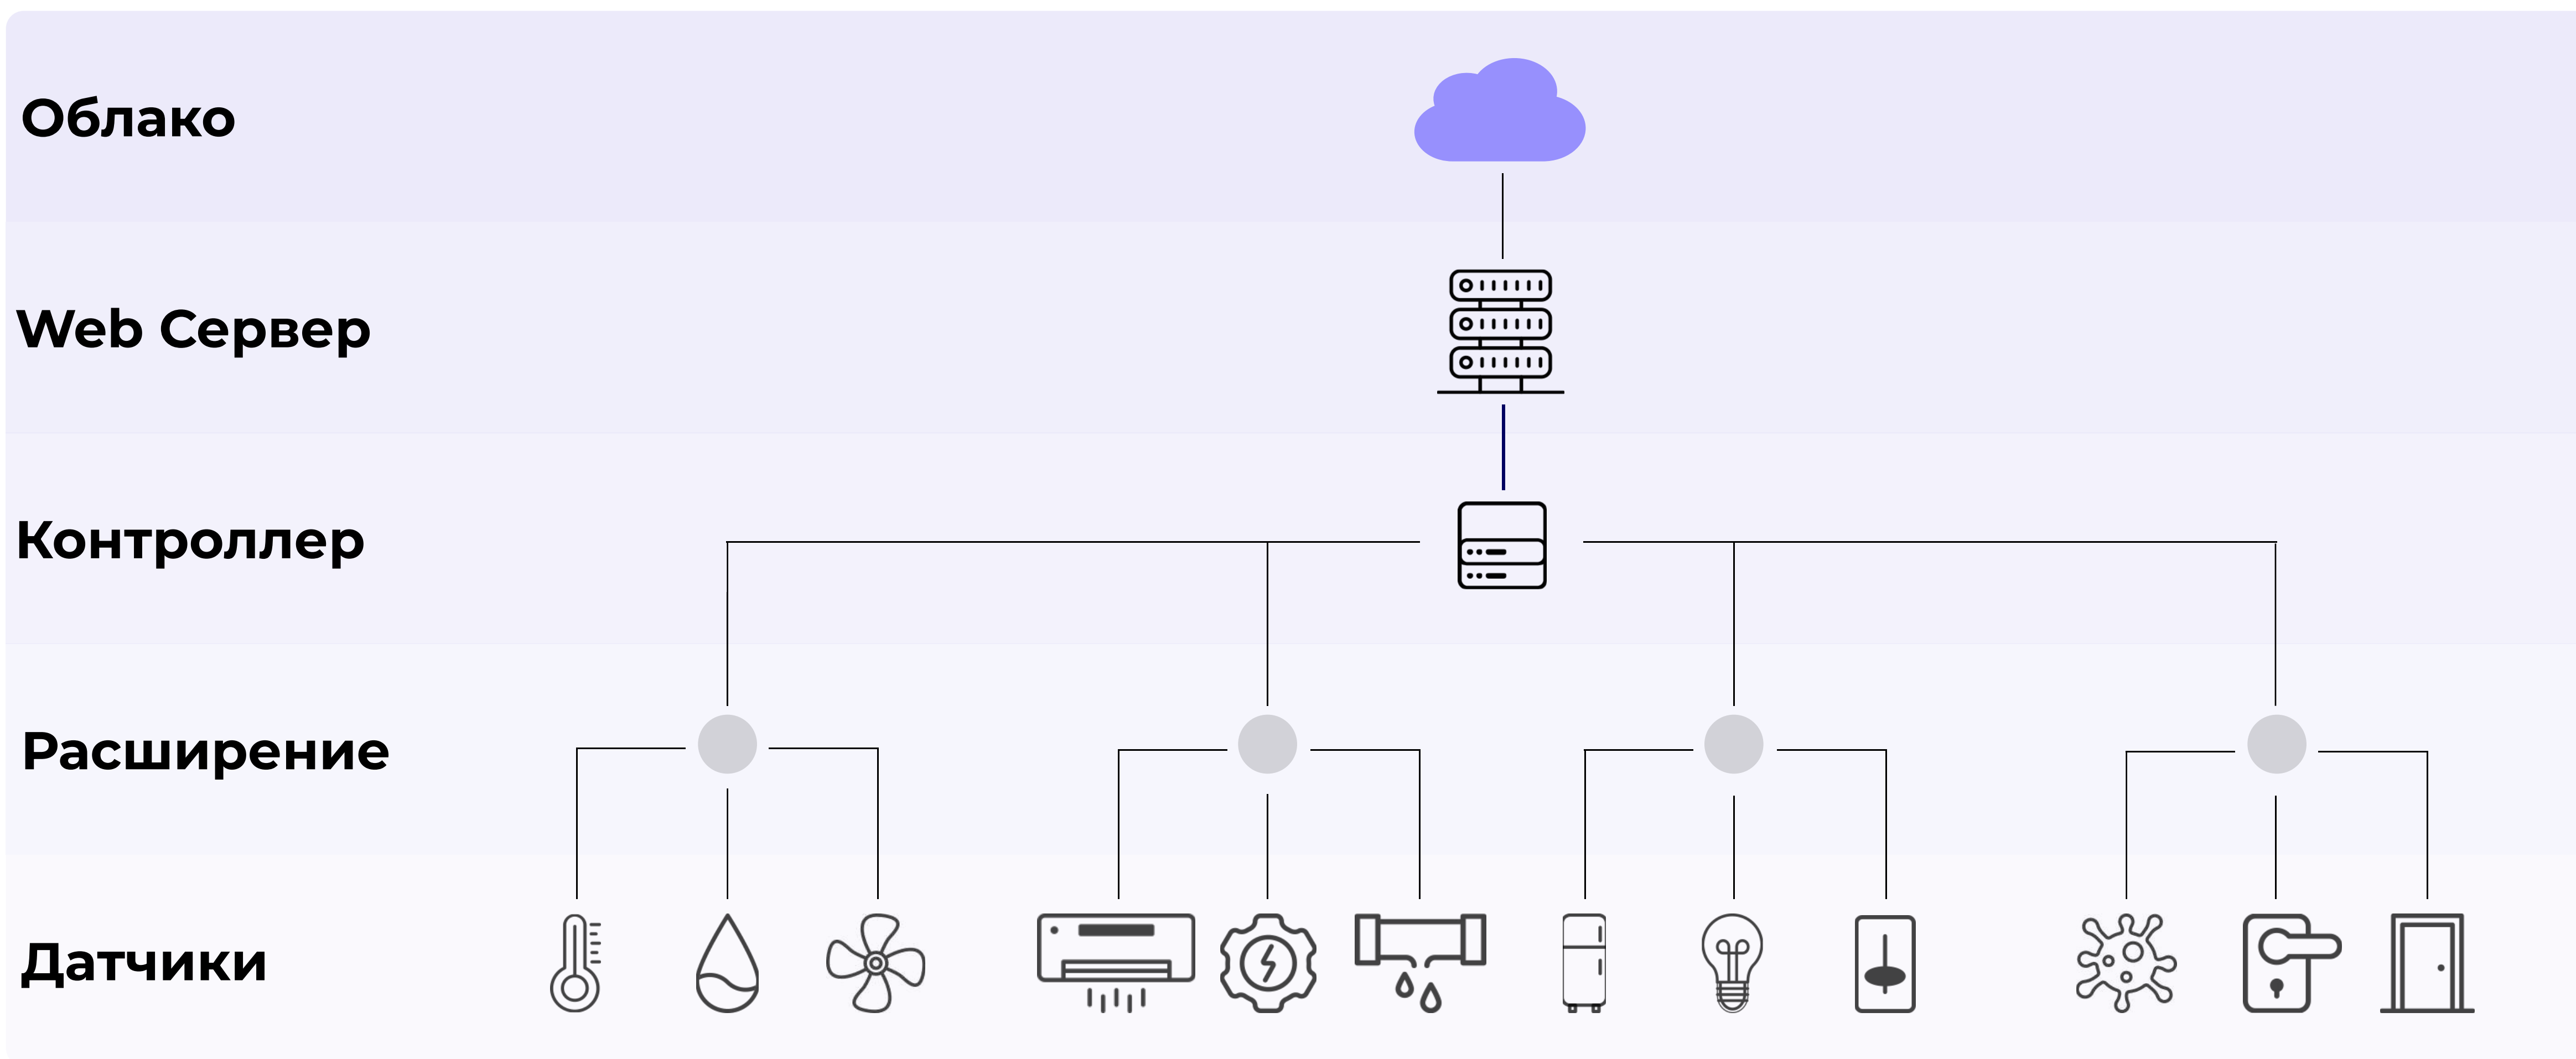 Облако
Web Сервер
Контроллер
Расширение
Датчики